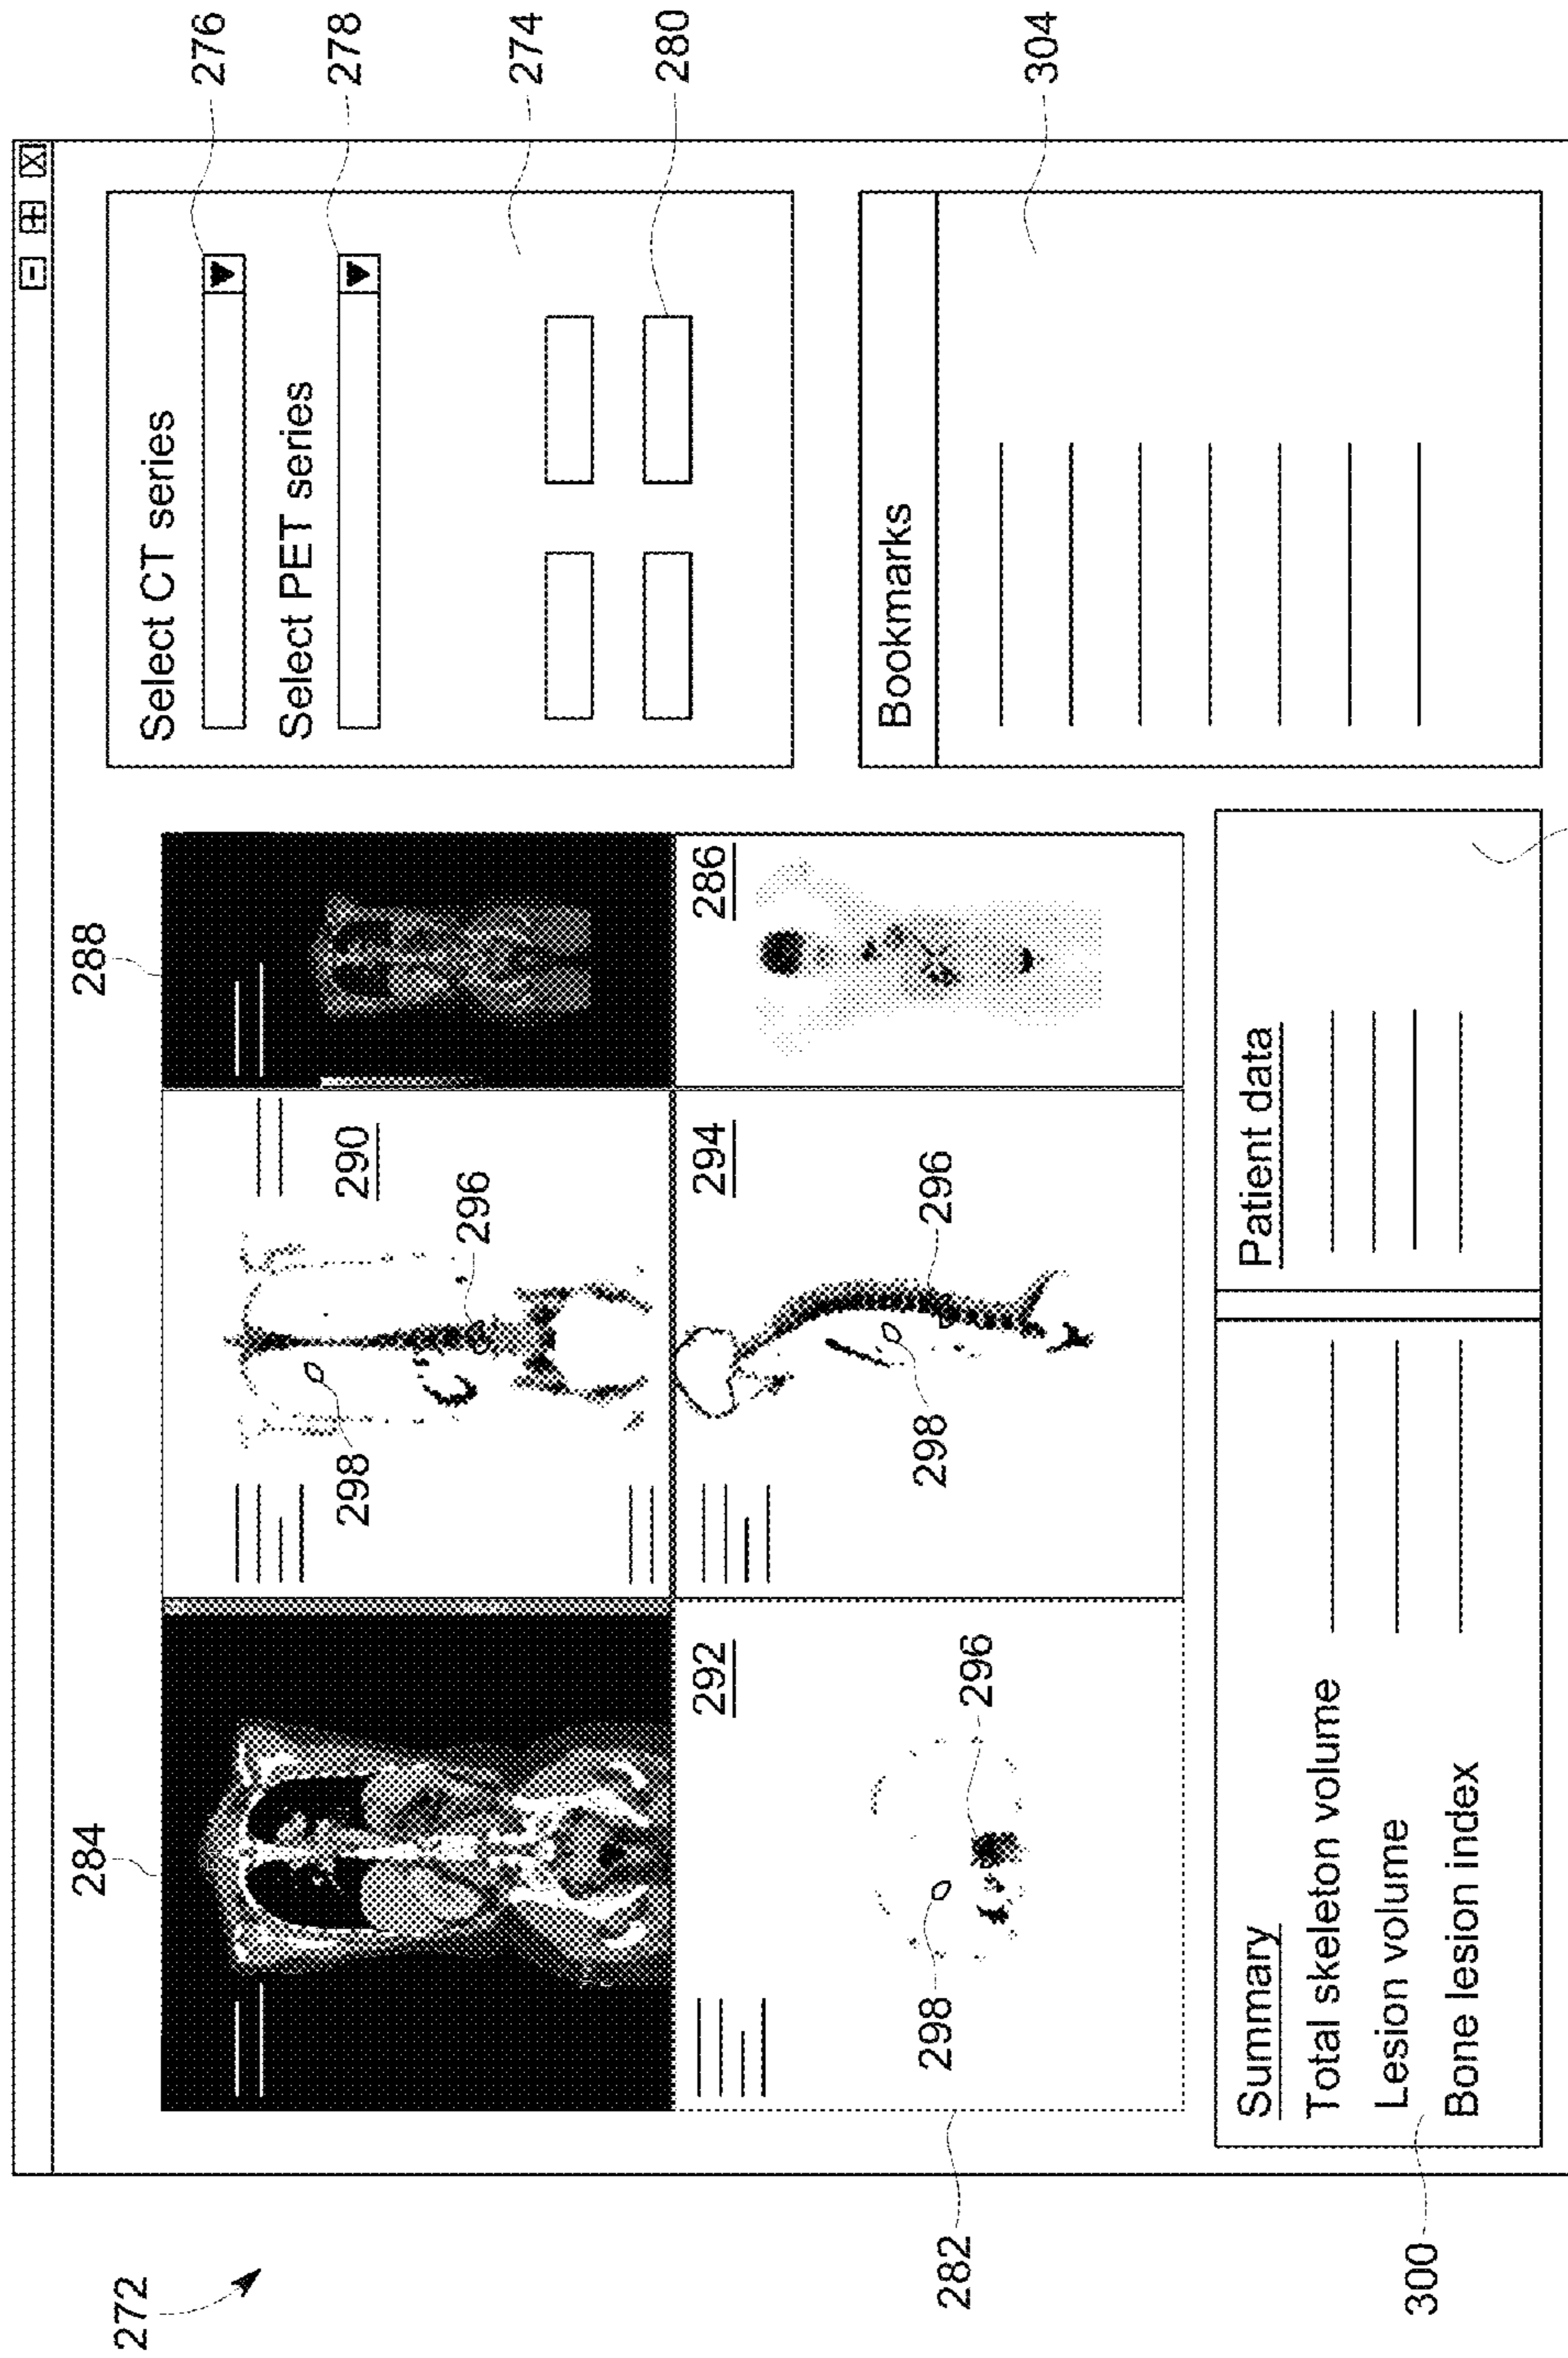 272
284
288
276
278
274
280
304
Select CT series
Select PET series
290
296
298
292
296
298
294
296
298
286
282
Bookmarks
Summary
Total skeleton volume
Lesion volume
Bone lesion index
Patient data
300